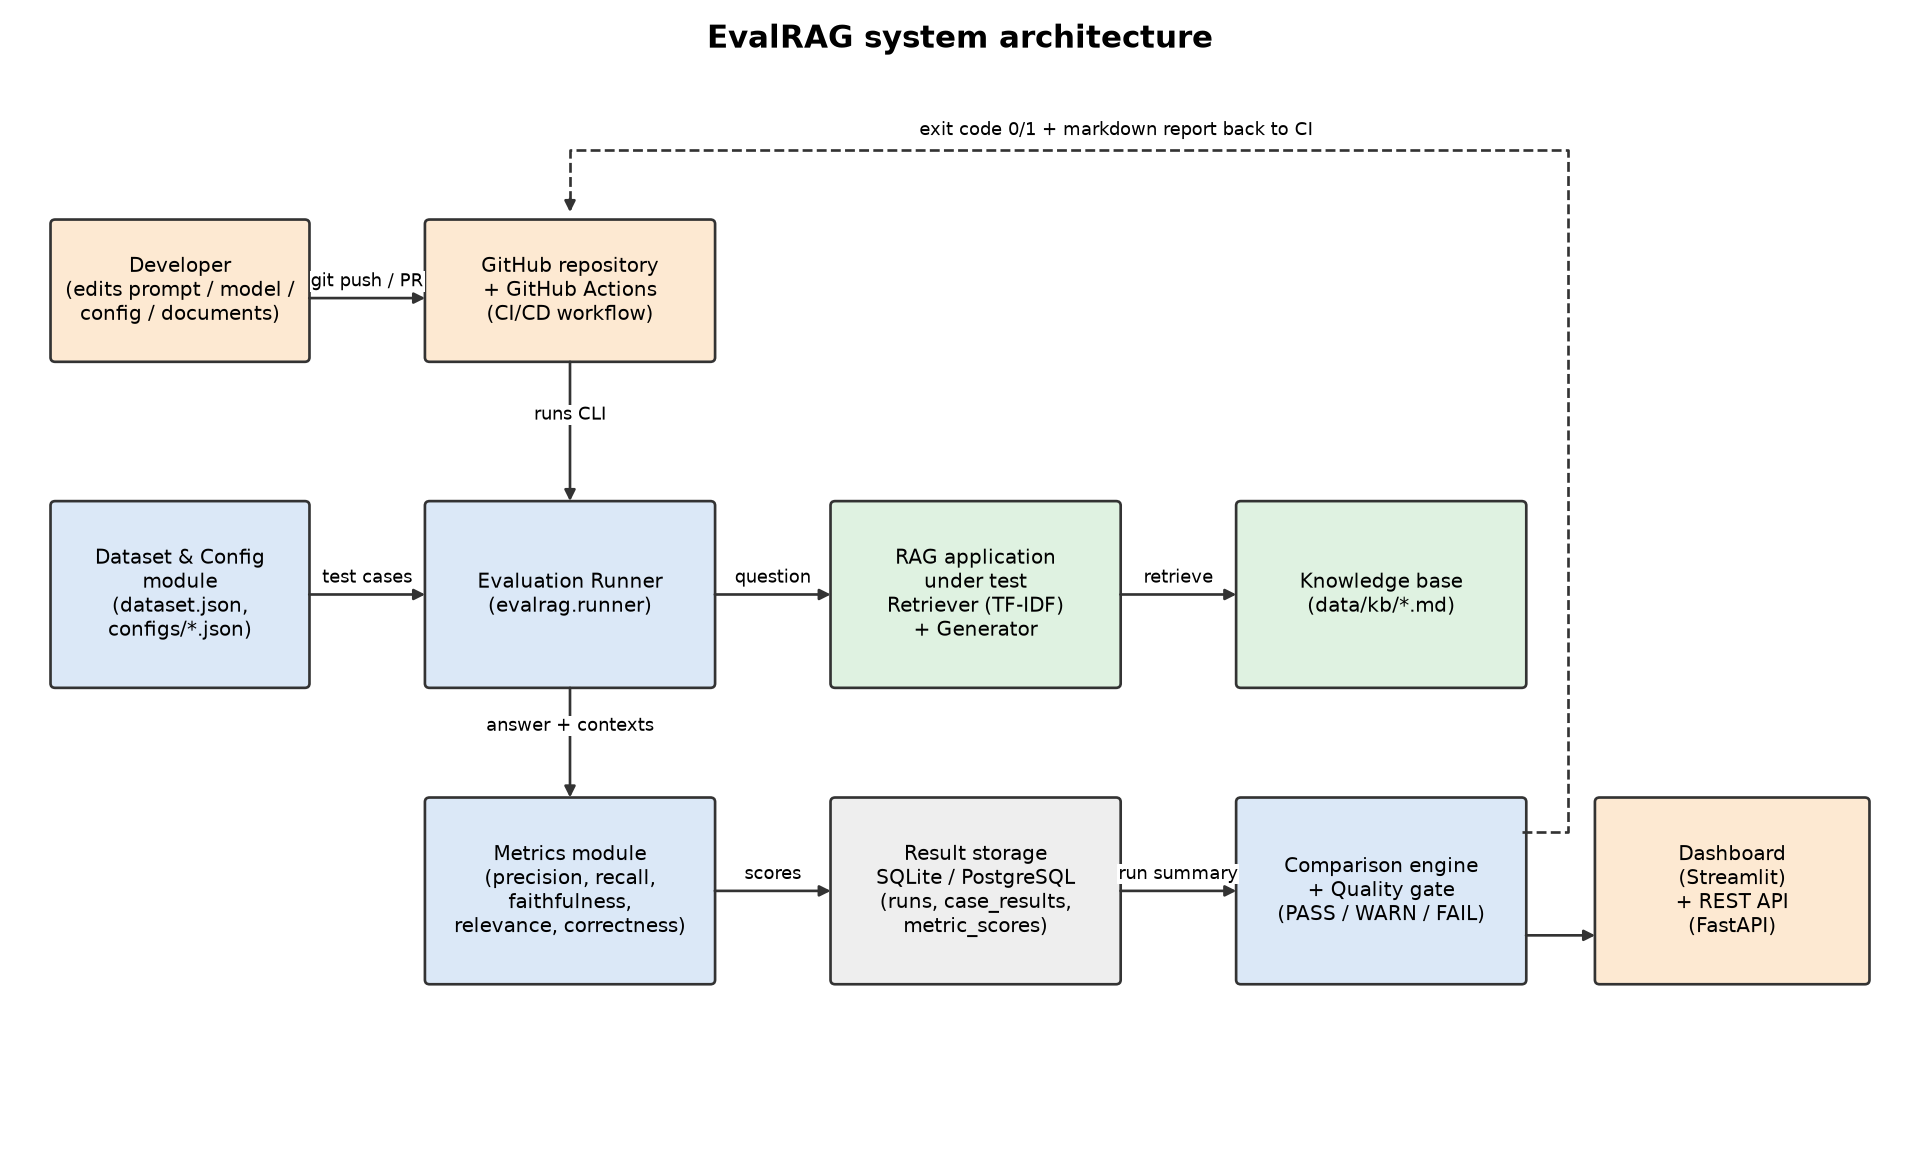 EvalRAG system architecture
exit code 0/1 + markdown report back to CI
Developer
(edits prompt / model /
config / documents)
git push / PR
GitHub repository
+ GitHub Actions
(CI/CD workflow)
runs CLI
Dataset & Config
module
(dataset.json,
configs/*.json)
test cases
Evaluation Runner
(evalrag.runner)
question
RAG application
under test
Retriever (TF-IDF)
+ Generator
retrieve
Knowledge base
(data/kb/*.md)
answer + contexts
Metrics module
(precision, recall,
faithfulness,
relevance, correctness)
scores
Result storage
SQLite / PostgreSQL
(runs, case_results,
metric_scores)
run summary
Comparison engine
+ Quality gate
(PASS / WARN / FAIL)
Dashboard
(Streamlit)
+ REST API
(FastAPI)